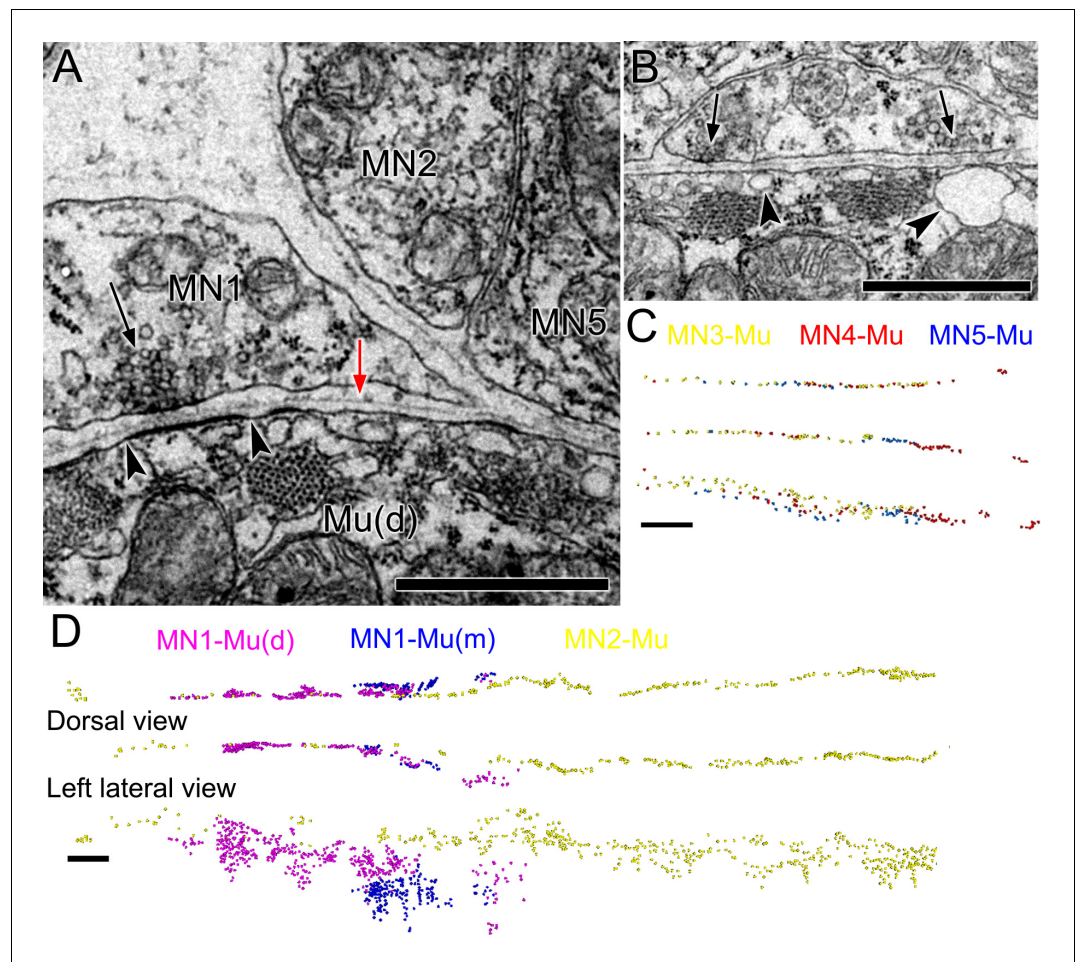 A
MN2
MN1
MN5
Mu(d)
B
C
MN3-Mu MN4-Mu MN5-Mu
D
MN1-Mu(d) MN1-Mu(m) MN2-Mu
Dorsal view
Left lateral view